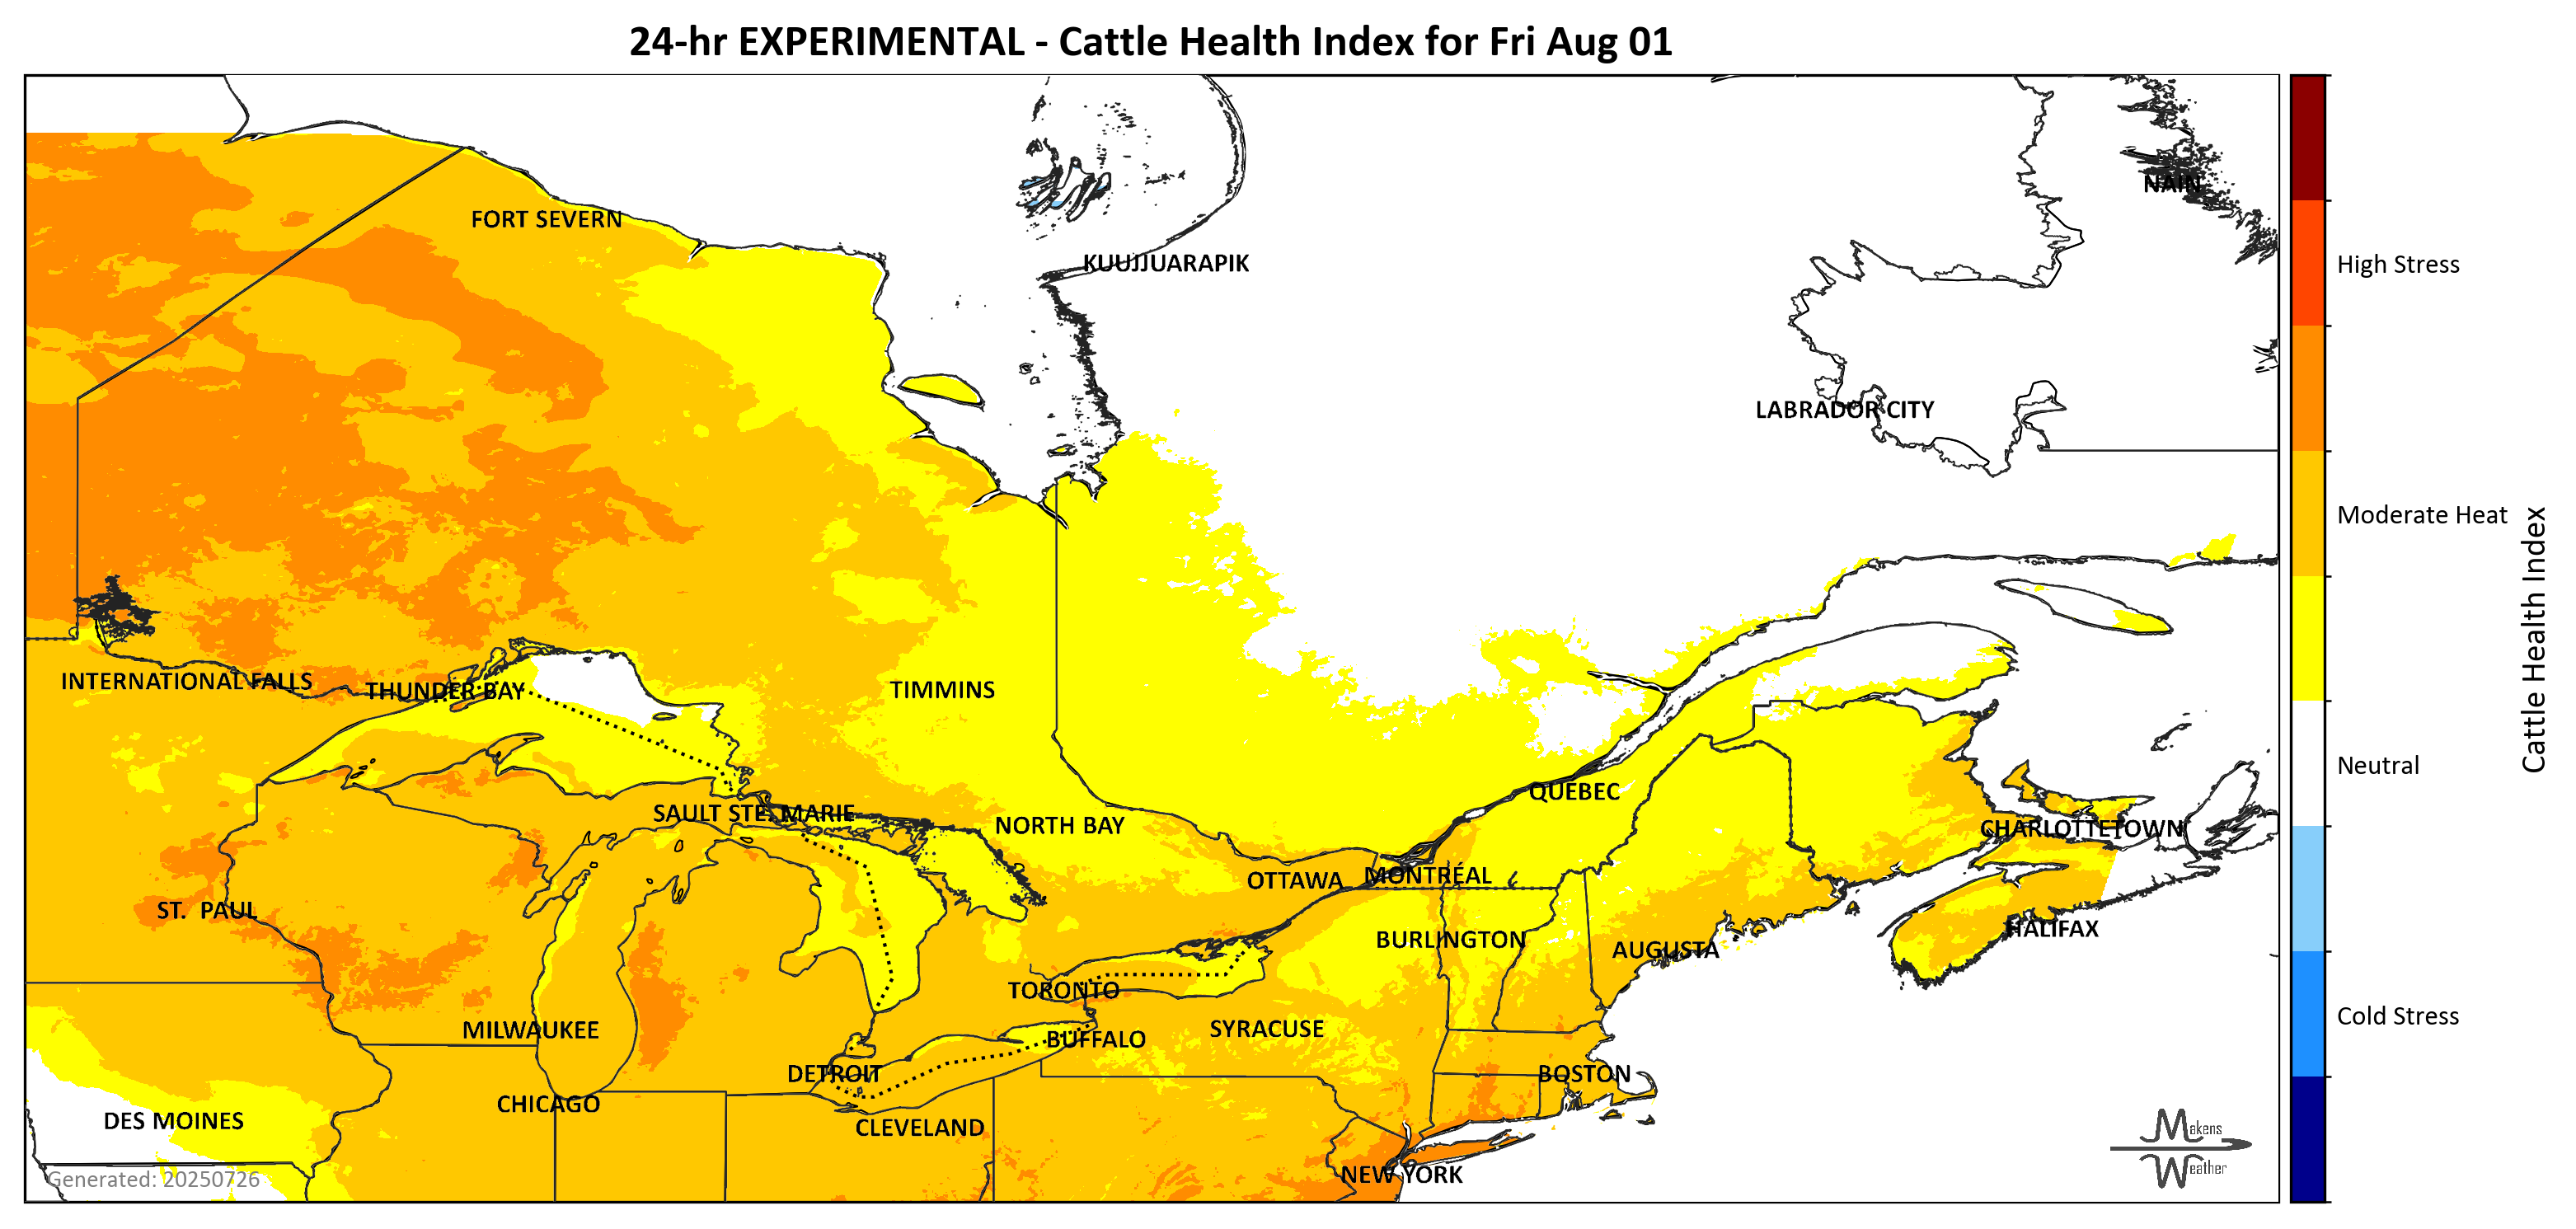 24-hr EXPERIMENTAL - Cattle Health Index for Fri Aug 01
NAIN
FORT SEVERN
KUUJJUARAPIK
High Stress
LABRADOR CITY
Moderate Heat
INTERNATIONAL FALLS
THUNDER BAY
TIMMINS
Cattle Health Index
Neutral
QUEBEC
SAULT STE. MARIE
NORTH BAY
CHARLOTTETOWN
OTTAWA
MONTRÉAL
ST. PAUL
HALIFAX
BURLINGTON
AUGUSTA
TORONTO
Cold Stress
MILWAUKEE
SYRACUSE
BUFFALO
DETROIT
BOSTON
CHICAGO
DES MOINES
CLEVELAND
Makens
Weather
NEW YORK
Generated: 20250726